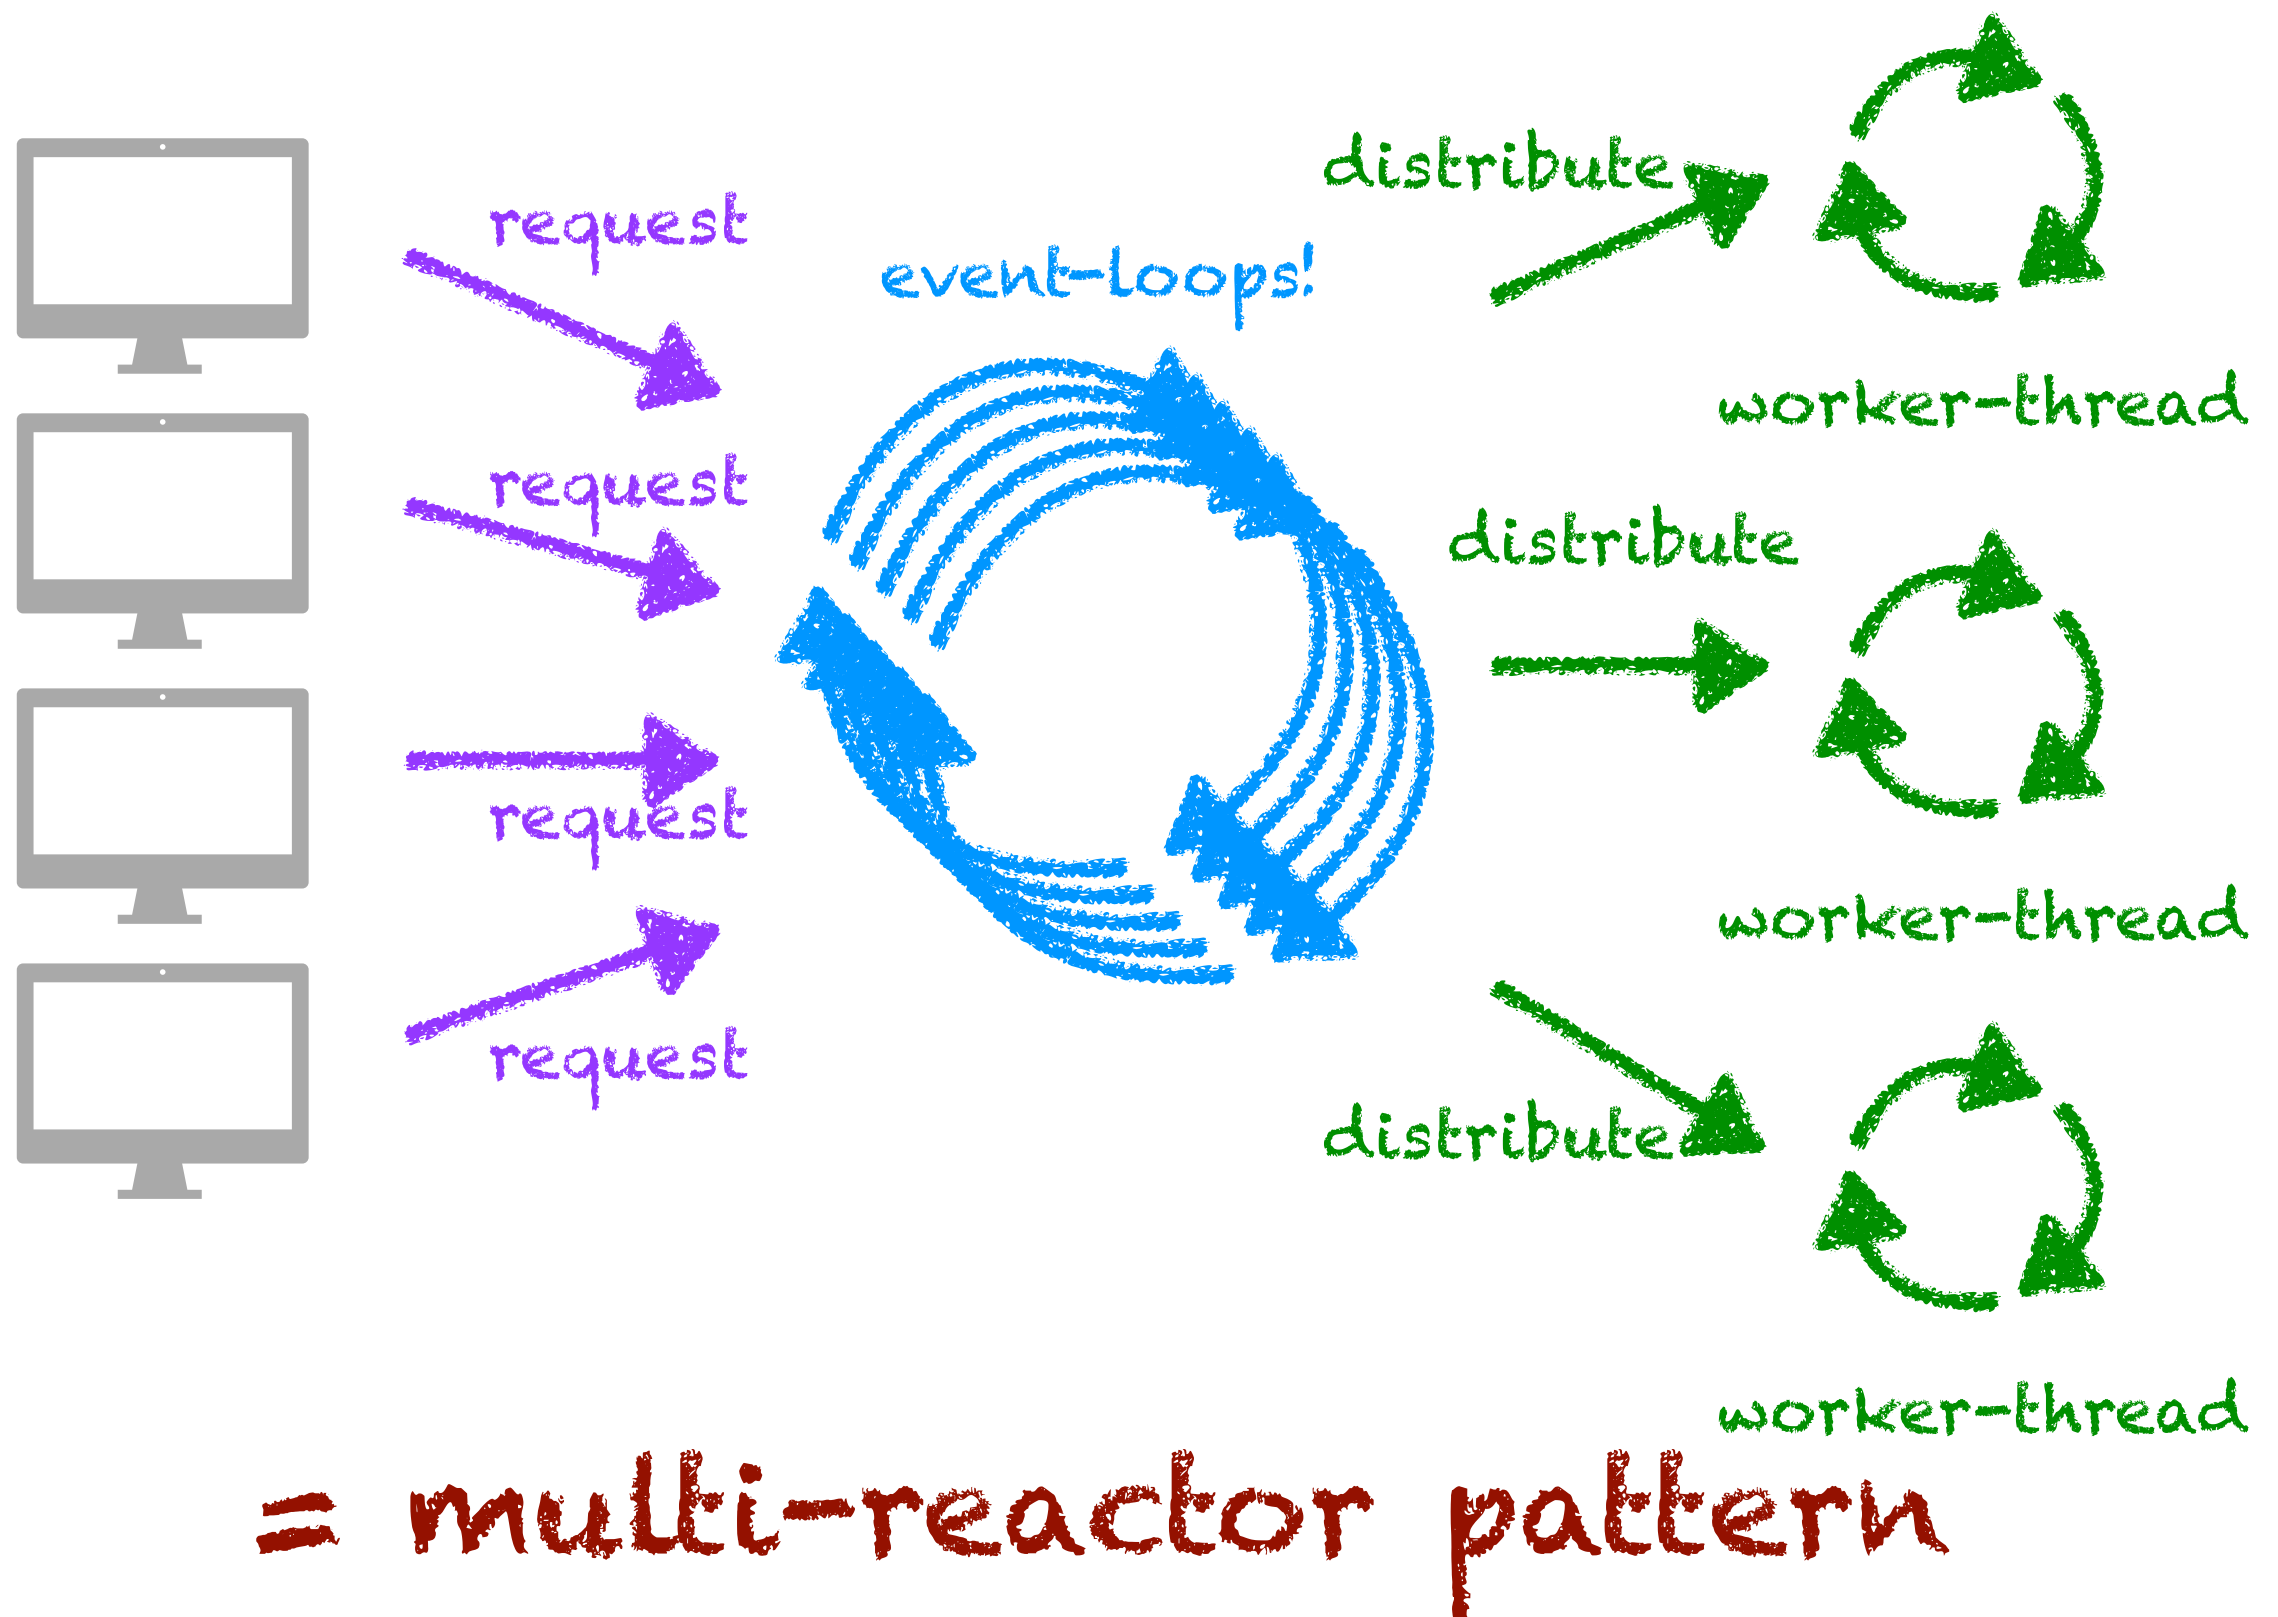 distribute
request
event-loops!
worker-thread
request
distribute
request
worker-thread
request
distribute
worker-thread
= multi-reactor pattern